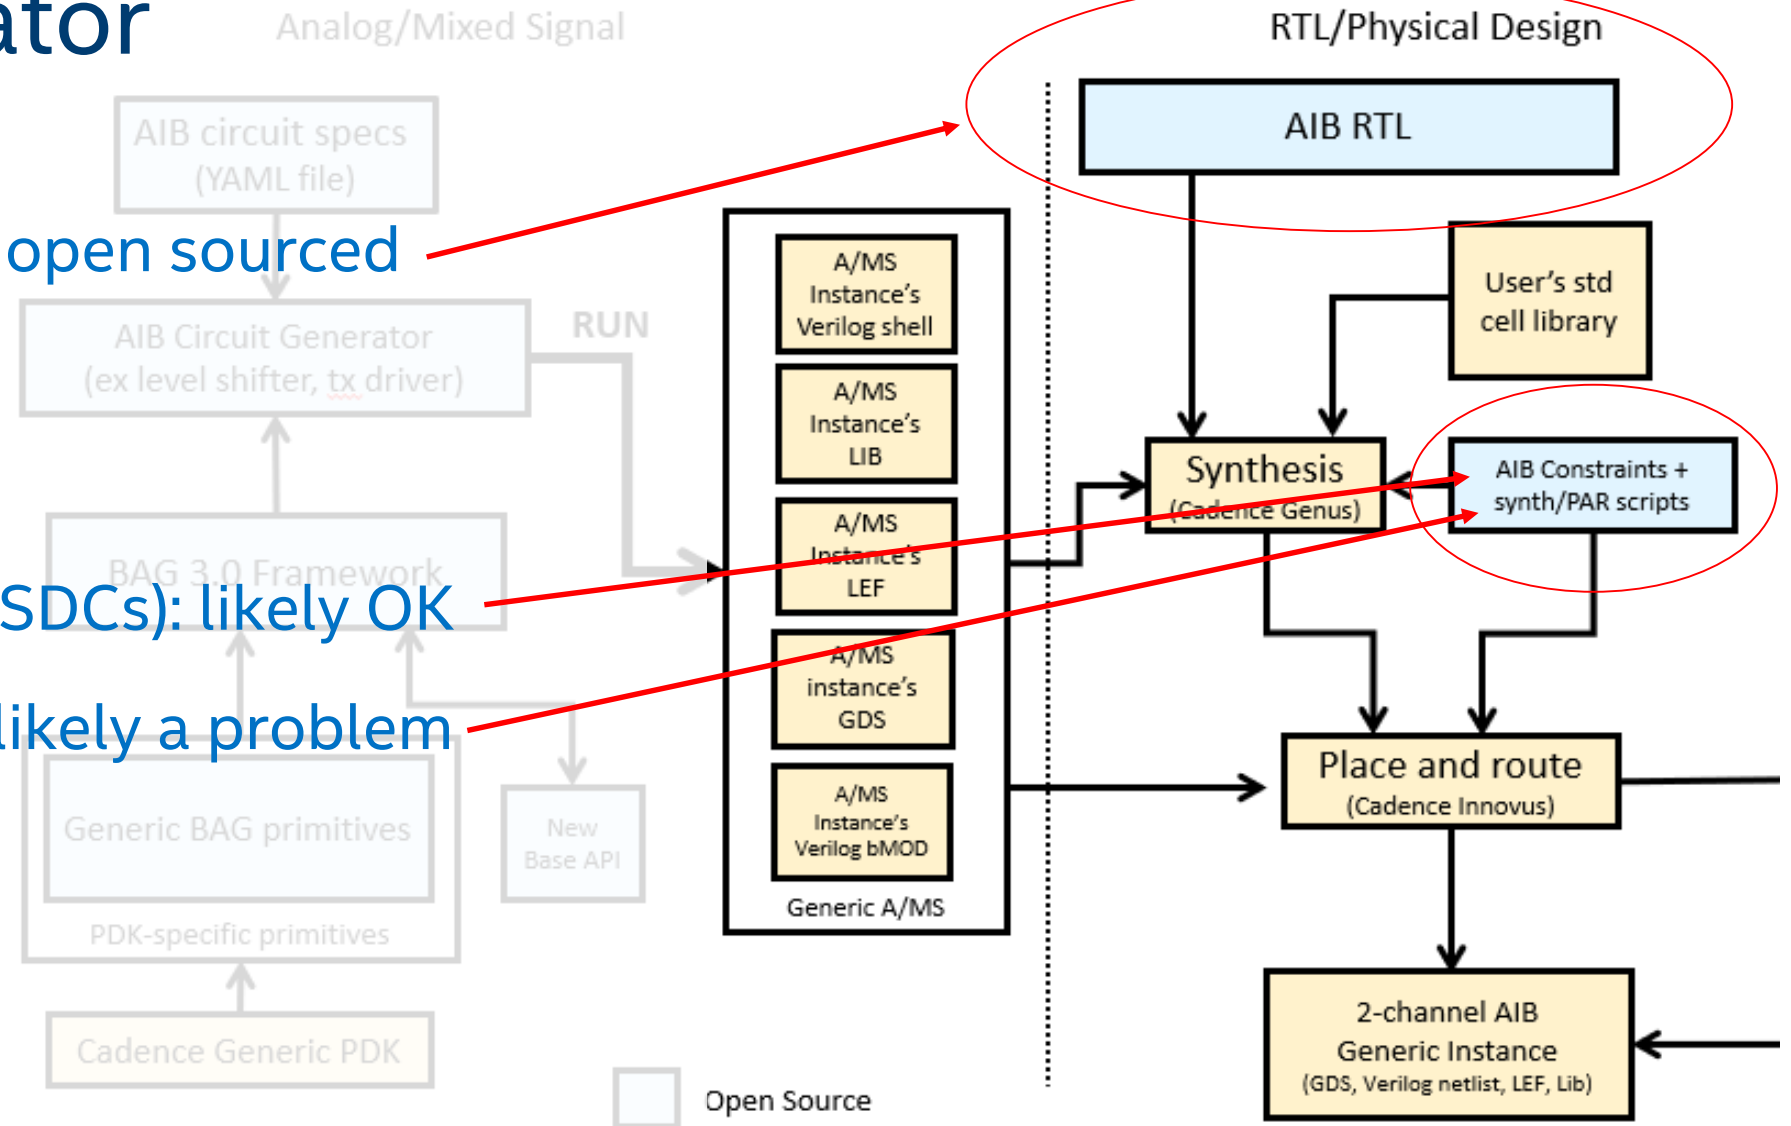 ator
Analog/Mixed Signal
RTL/Physical Design
AIB circuit specs
(YAML file)
AIB RTL
open sourced
AIB Circuit Generator
(ex level shifter, tx driver)
RUN
A/MS
Instance's
Verilog shell
User's std
cell library
A/MS
Instance's
LIB
Synthesis
(Cadence Genus)
AIB Constraints +
synth/PAR scripts
A/MS
Instance's
LEF
BAG 3.0 Framework
SDCs): likely OK
A/MS
instance's
GDS
likely a problem
Place and route
(Cadence Innovus)
Generic BAG primitives
New
Base API
A/MS
Instance's
Verilog bMOD
Generic A/MS
PDK-specific primitives
Cadence Generic PDK
2-channel AIB
Generic Instance
(GDS, Verilog netlist, LEF, Lib)
Open Source